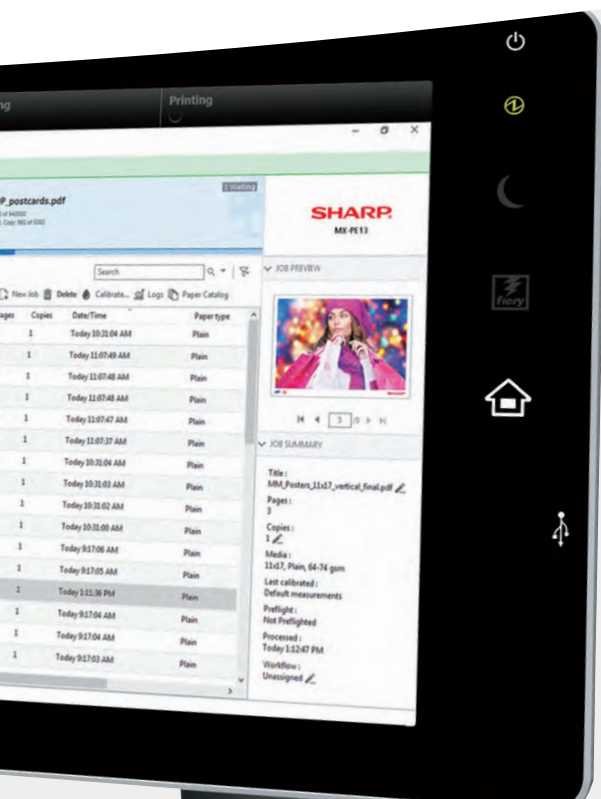 ng
Printing
P_postcards.pdf
1 Waiting
SHARP
MX-PE13
Search
JOB PREVIEW
New Job Delete Calibrate... Logs Paper Catalog
ages Copies Date/Time Paper type
1 Today 10:31:04 AM Plain
1 Today 11:07:49 AM Plain
1 Today 11:07:48 AM Plain
1 Today 11:07:48 AM Plain
1 Today 11:07:47 AM Plain
1 Today 11:07:37 AM Plain
1 Today 10:31:04 AM Plain
1 Today 10:31:03 AM Plain
1 Today 10:31:02 AM Plain
1 Today 10:31:00 AM Plain
1 Today 9:17:06 AM Plain
1 Today 9:17:05 AM Plain
1 Today 1:11:36 PM Plain
1 Today 9:17:04 AM Plain
1 Today 9:17:04 AM Plain
1 Today 9:17:03 AM Plain
SHARP
3
JOB SUMMARY
Title :
MM_Posters_11x17_vertical_final.pdf
Pages :
3
Copies :
1
Media :
11x17, Plain, 64-74 gsm
Last calibrated :
Default measurements
Preflight :
Not Preflighted
Processed :
Today 1:12:47 PM
Workflow :
Unassigned
fiery